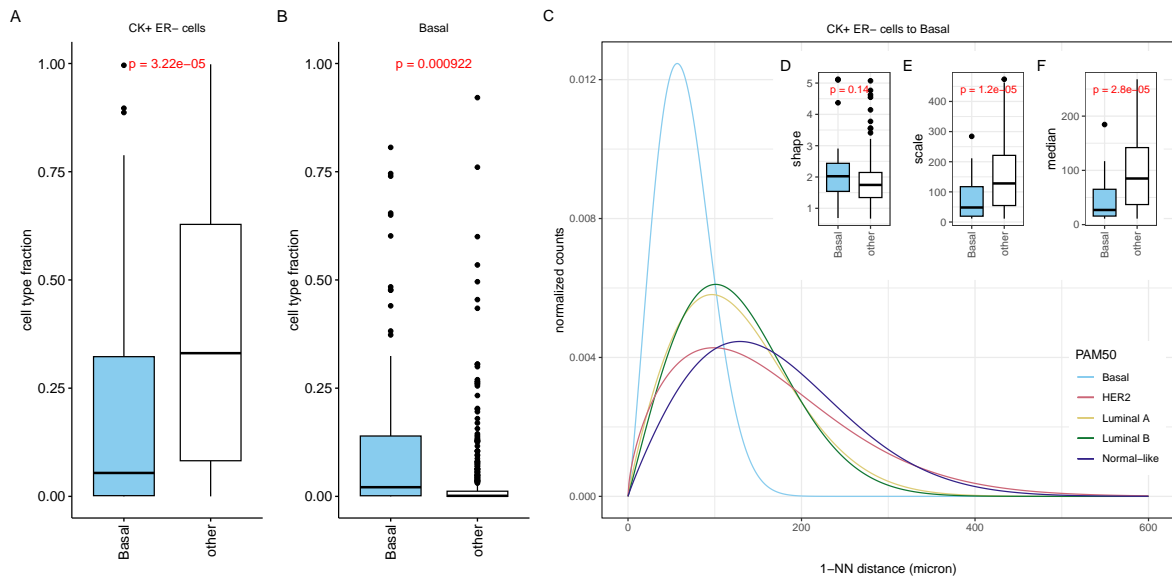 A
CK+ ER− cells
p = 3.22e−05
cell type fraction
1.00
0.75
0.50
0.25
0.00
Basal
other
B
Basal
p = 0.000922
cell type fraction
1.00
0.75
0.50
0.25
0.00
Basal
other
C
CK+ ER− cells to Basal
normalized counts
0.012
0.008
0.004
0.000
0
200
400
600
1−NN distance (micron)
D
p = 0.14
shape
5
4
3
2
1
Basal
other
E
p = 1.2e−05
scale
400
300
200
100
0
Basal
other
F
p = 2.8e−05
median
200
100
0
Basal
other
PAM50
Basal
HER2
Luminal A
Luminal B
Normal−like